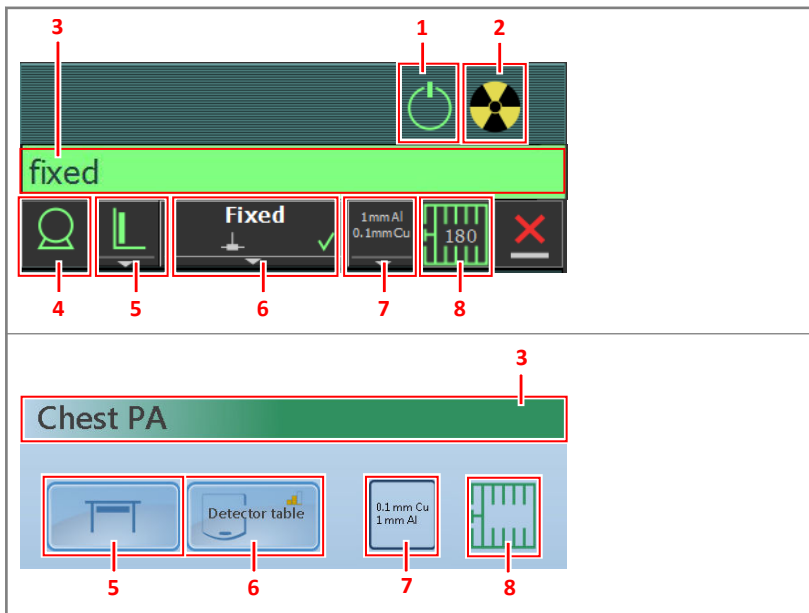 3
1
2
fixed
Fixed
1mm Al
0.1mm Cu
180
4
5
6
7
8
3
Chest PA
Detector table
0.1 mm Cu
1 mm Al
5
6
7
8